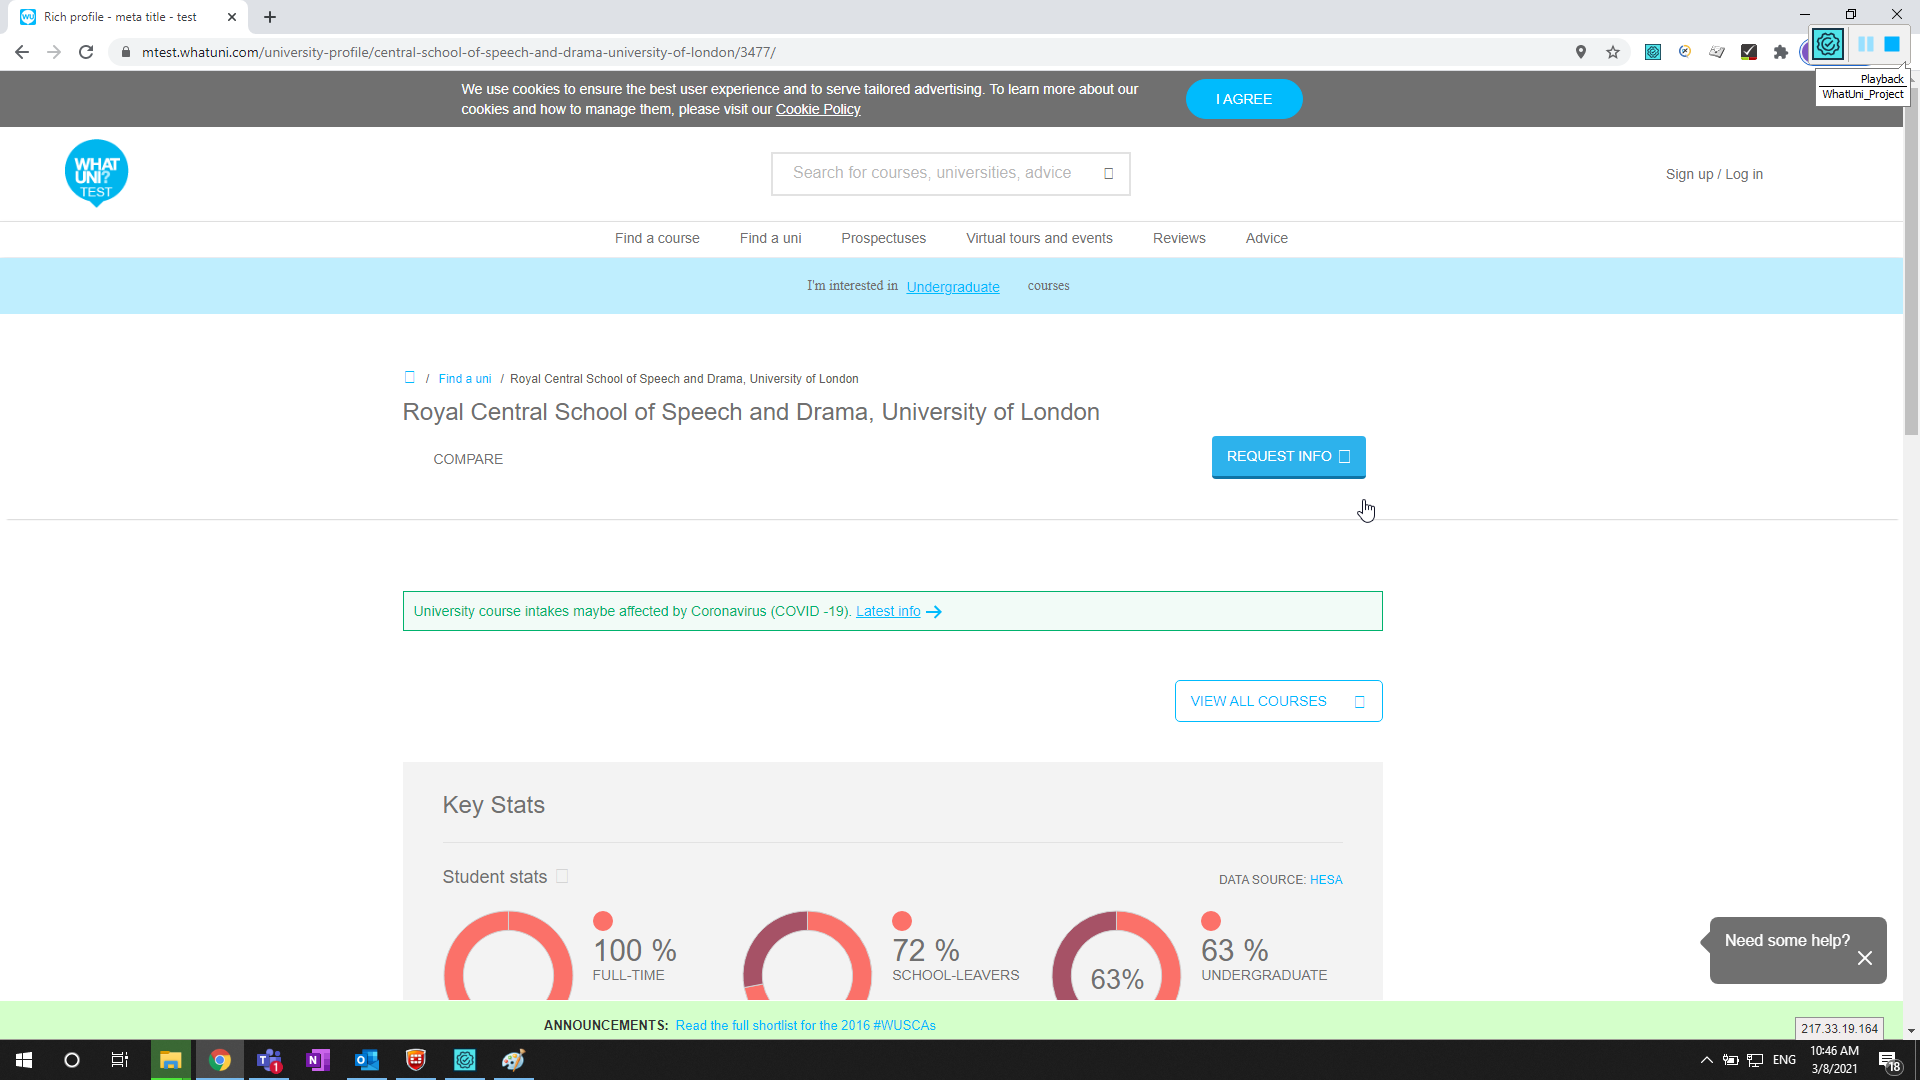 Rich profile - meta title - test
mtest.whatuni.com/university-profile/central-school-of-speech-and-drama-university-of-london/3477/
Playback
WhatUni_Project
We use cookies to ensure the best user experience and to serve tailored advertising. To learn more about our
cookies and how to manage them, please visit our Cookie Policy
I AGREE
WHAT
UNI?
TEST
Search for courses, universities, advice
Sign up / Log in
Find a course Find a uni Prospectuses Virtual tours and events Reviews Advice
I'm interested in Undergraduate courses
/ Find a uni / Royal Central School of Speech and Drama, University of London
Royal Central School of Speech and Drama, University of London
COMPARE
REQUEST INFO
University course intakes maybe affected by Coronavirus (COVID -19). Latest info
VIEW ALL COURSES
Key Stats
Student stats
DATA SOURCE: HESA
100 %
FULL-TIME
72 %
SCHOOL-LEAVERS
63%
63 %
UNDERGRADUATE
Need some help?
ANNOUNCEMENTS: Read the full shortlist for the 2016 #WUSCAs
217.33.19.164
ENG
10:46 AM
3/8/2021
18
1